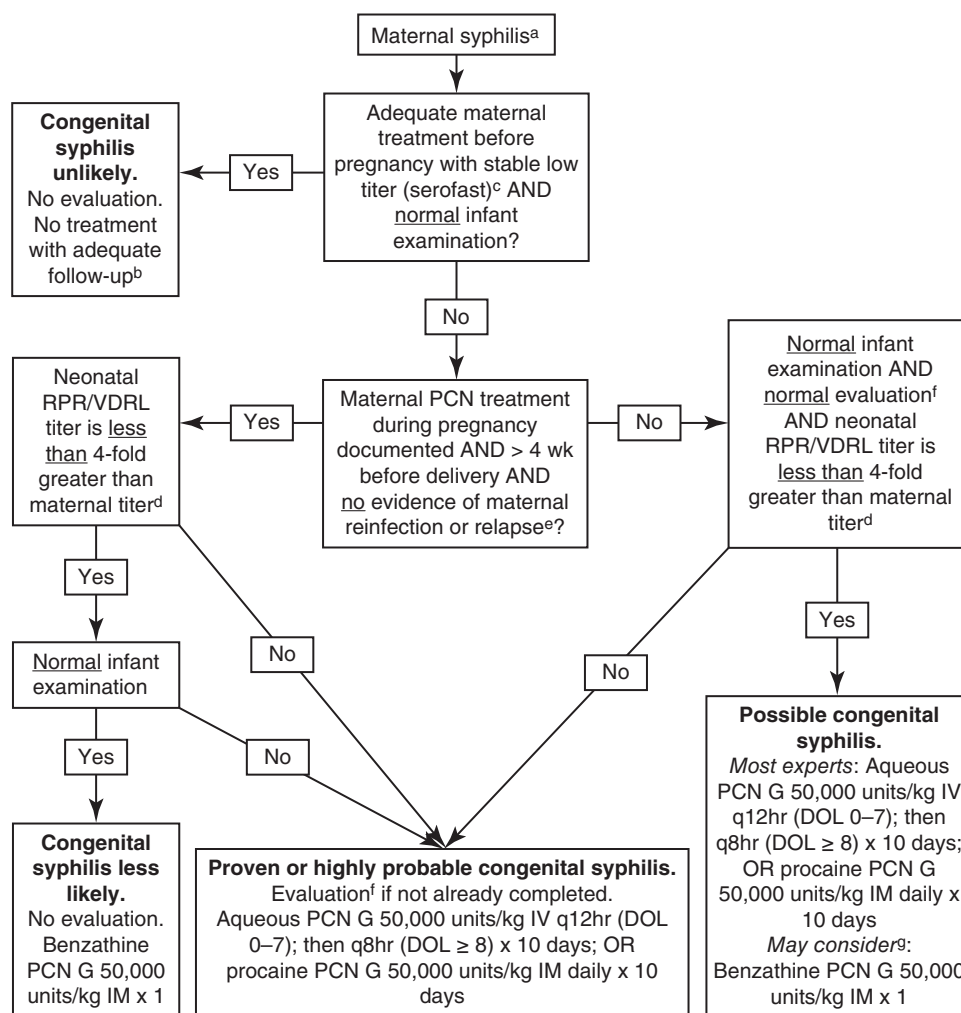 Maternal syphilisᵃ
Adequate maternal
treatment before
pregnancy with stable low
titer (serofast)ᶜ AND
normal infant
examination?
Yes
Congenital
syphilis
unlikely.
No evaluation.
No treatment
with adequate
follow-upᵇ
No
Maternal PCN treatment
during pregnancy
documented AND > 4 wk
before delivery AND
no evidence of maternal
reinfection or relapseᵉ?
Yes
Neonatal
RPR/VDRL
titer is less
than 4-fold
greater than
maternal titerᵈ
No
Normal infant
examination AND
normal evaluationᶠ
AND neonatal
RPR/VDRL titer is
less than 4-fold
greater than maternal
titerᵈ
Yes
No
No
Yes
Normal infant
examination
Yes
No
Congenital
syphilis less
likely.
No evaluation.
Benzathine
PCN G 50,000
units/kg IM x 1
Proven or highly probable congenital syphilis.
Evaluationᶠ if not already completed.
Aqueous PCN G 50,000 units/kg IV q12hr (DOL
0–7); then q8hr (DOL ≥ 8) x 10 days; OR
procaine PCN G 50,000 units/kg IM daily x 10
days
Possible congenital
syphilis.
Most experts: Aqueous
PCN G 50,000 units/kg IV
q12hr (DOL 0–7); then
q8hr (DOL ≥ 8) x 10 days;
OR procaine PCN G
50,000 units/kg IM daily x
10 days
May considerᵍ:
Benzathine PCN G 50,000
units/kg IM x 1